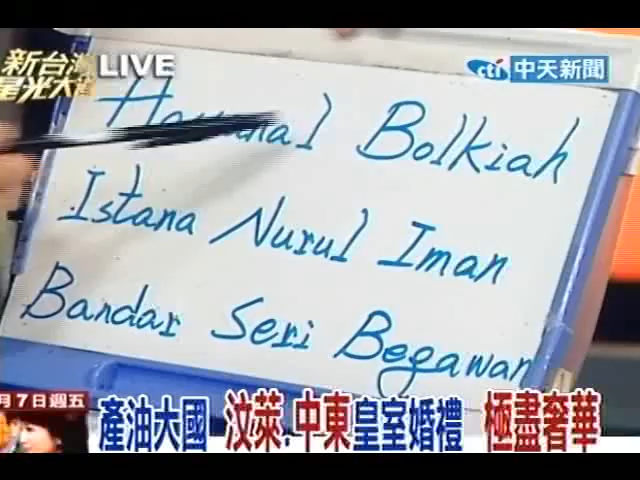 新台灣 LIVE
星光大道
cti 中天新聞
Hassanal Bolkiah
Istana Nurul Iman
Bandar Seri Begawan
月7日週五
產油大國 汶萊.中東皇室婚禮 極盡奢華